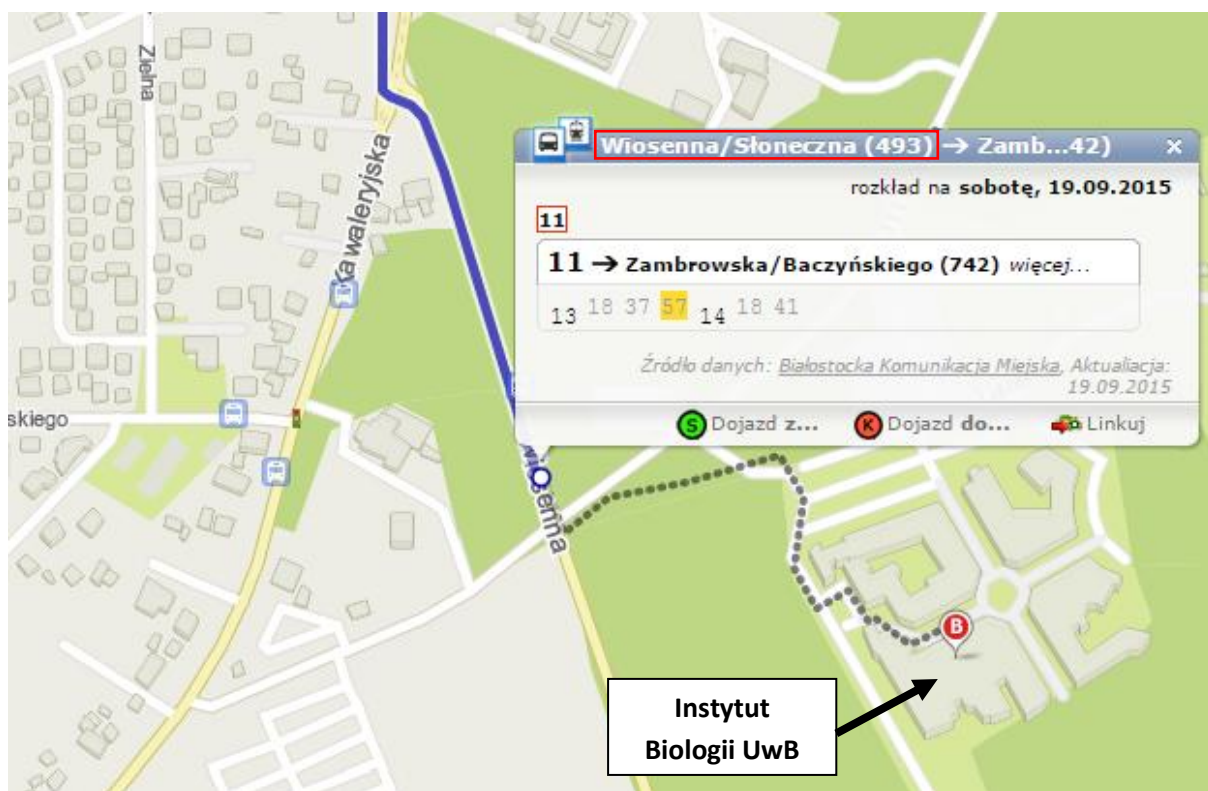 Zielna
Kawaleryjska
Wiosenna/Słoneczna (493) → Zamb...42) ×
rozkład na sobotę, 19.09.2015
11
11 → Zambrowska/Baczyńskiego (742) więcej...
13 18 37 57 14 18 41
Źródło danych: Białostocka Komunikacja Miejska, Aktualiacja:
19.09.2015
S Dojazd z... K Dojazd do... Linkuj
skiego
wiosenna
B
Instytut
Biologii UwB